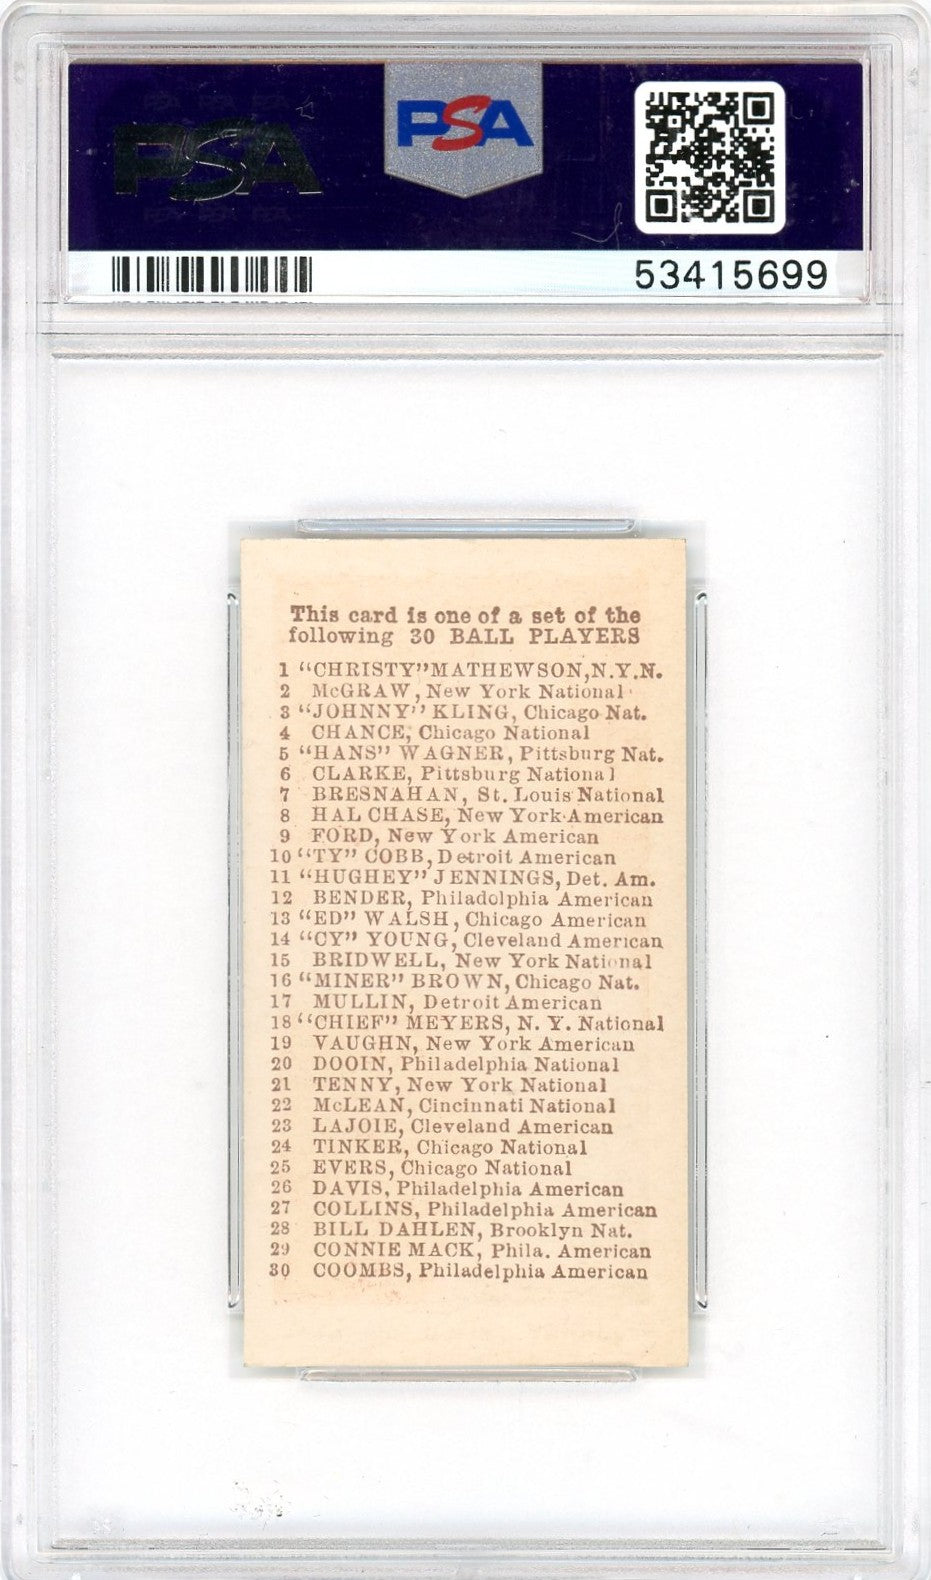 PSA
PSA
53415699
This card is one of a set of the
following 30 BALL PLAYERS
1 "CHRISTY" MATHEWSON, N.Y.N.
2 McGRAW, New York National
3 "JOHNNY" KLING, Chicago Nat.
4 CHANCE, Chicago National
5 "HANS" WAGNER, Pittsburg Nat.
6 CLARKE, Pittsburg National
7 BRESNAHAN, St. Louis National
8 HAL CHASE, New York American
9 FORD, New York American
10 "TY" COBB, Detroit American
11 "HUGHEY" JENNINGS, Det. Am.
12 BENDER, Philadolphia American
13 "ED" WALSH, Chicago American
14 "CY" YOUNG, Cleveland American
15 BRIDWELL, New York National
16 "MINER" BROWN, Chicago Nat.
17 MULLIN, Detroit American
18 "CHIEF" MEYERS, N. Y. National
19 VAUGHN, New York American
20 DOOIN, Philadelphia National
21 TENNY, New York National
22 McLEAN, Cincinnati National
23 LAJOIE, Cleveland American
24 TINKER, Chicago National
25 EVERS, Chicago National
26 DAVIS, Philadelphia American
27 COLLINS, Philadelphia American
28 BILL DAHLEN, Brooklyn Nat.
29 CONNIE MACK, Phila. American
30 COOMBS, Philadelphia American